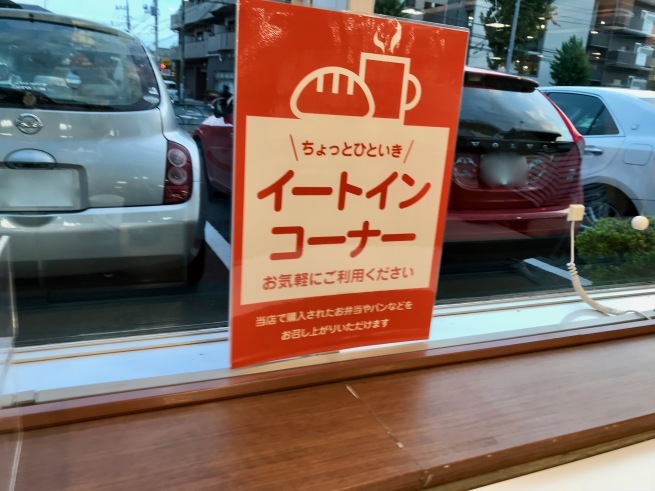 ちょっとひといき
イートイン
コーナー
お気軽にご利用ください
当店で購入されたお弁当やパンなどを
お召し上がりいただけます